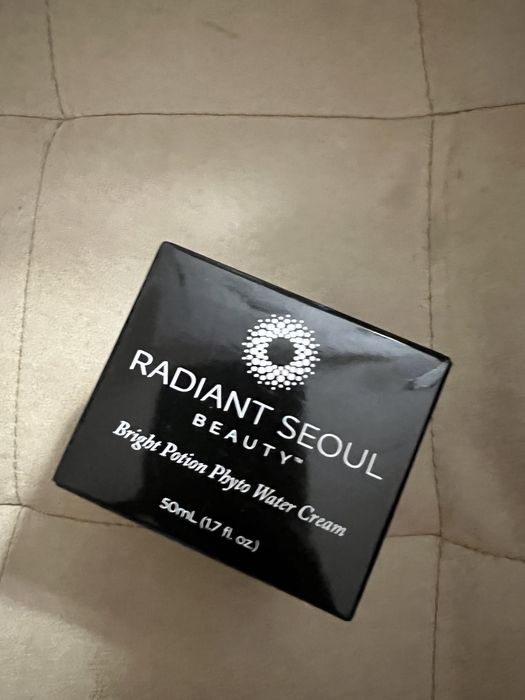 RADIANT SEOUL
BEAUTY™
Bright Potion Phyto Water Cream
50mL (1.7 fl. oz.)